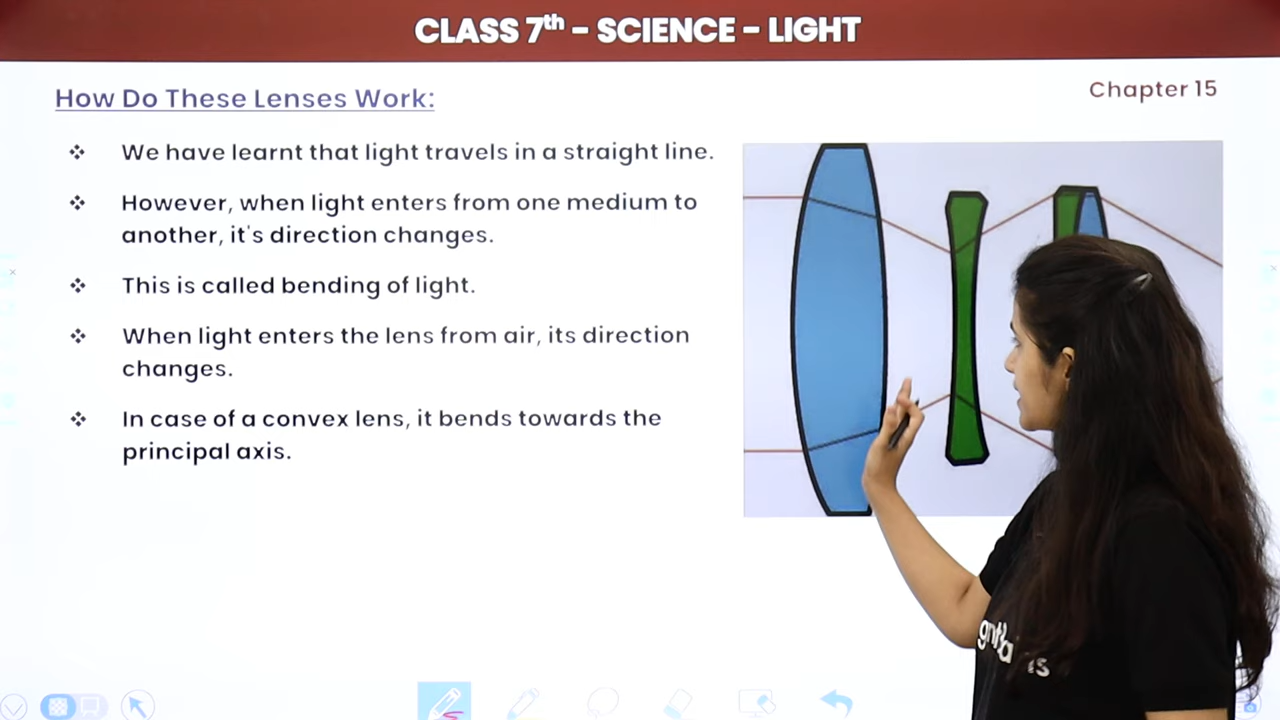 CLASS 7th - SCIENCE - LIGHT
How Do These Lenses Work:
Chapter 15
❖ We have learnt that light travels in a straight line.
❖ However, when light enters from one medium to
another, it's direction changes.
❖ This is called bending of light.
❖ When light enters the lens from air, its direction
changes.
❖ In case of a convex lens, it bends towards the
principal axis.